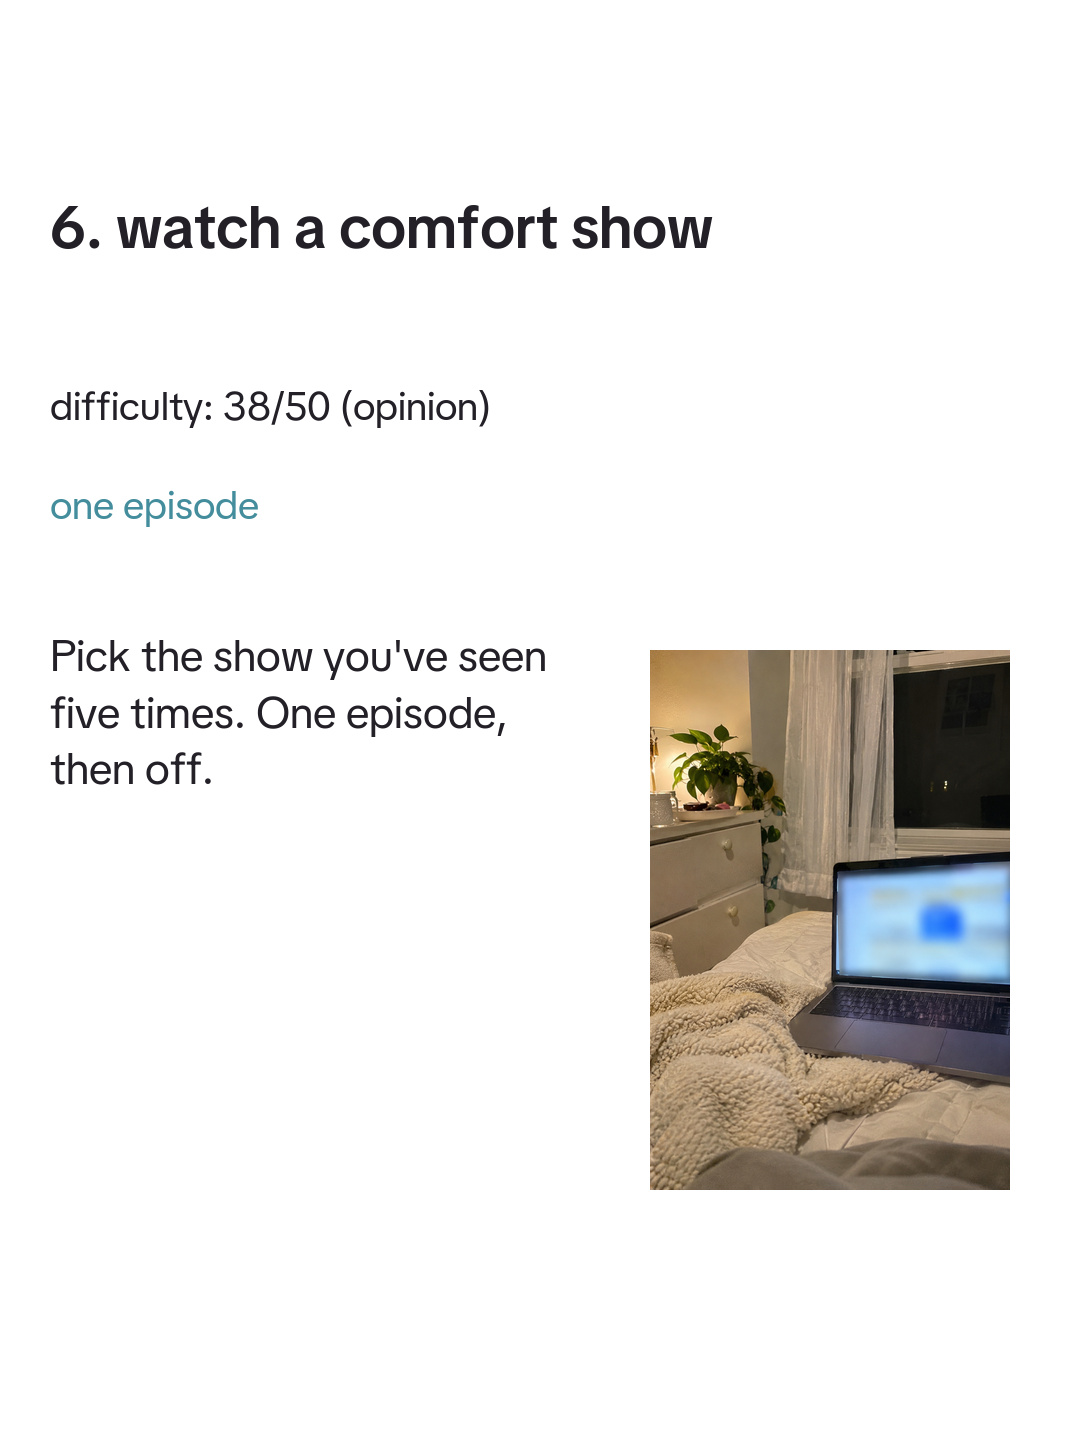 6. watch a comfort show
difficulty: 38/50 (opinion)
one episode
Pick the show you've seen
five times. One episode,
then off.